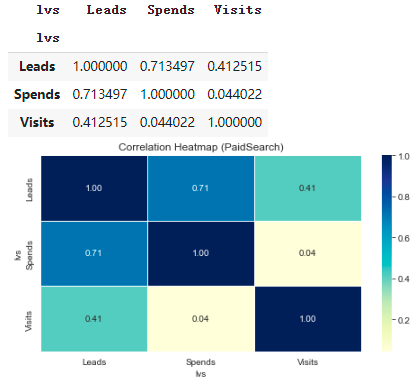 lvs Leads Spends Visits
lvs
Leads 1.000000 0.713497 0.412515
Spends 0.713497 1.000000 0.044022
Visits 0.412515 0.044022 1.000000
Correlation Heatmap (PaidSearch)
1.0
Leads 1.00 0.71 0.41
0.8
lvs
Spends 0.71 1.00 0.04
0.6
0.4
Visits 0.41 0.04 1.00
0.2
Leads Spends Visits
lvs